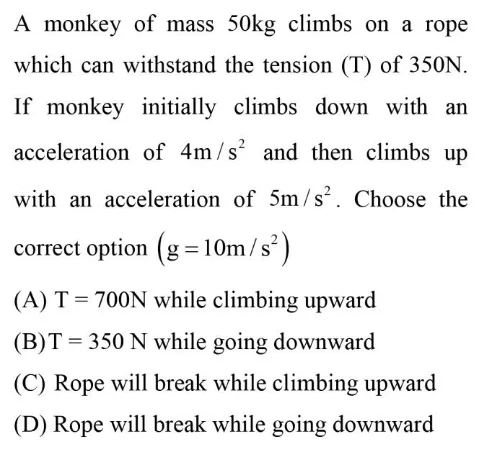 A monkey of mass 50kg climbs on a rope
which can withstand the tension (T) of 350N.
If monkey initially climbs down with an
acceleration of 4m/s² and then climbs up
with an acceleration of 5m/s². Choose the
correct option (g = 10m/s²)
(A) T = 700N while climbing upward
(B)T = 350 N while going downward
(C) Rope will break while climbing upward
(D) Rope will break while going downward